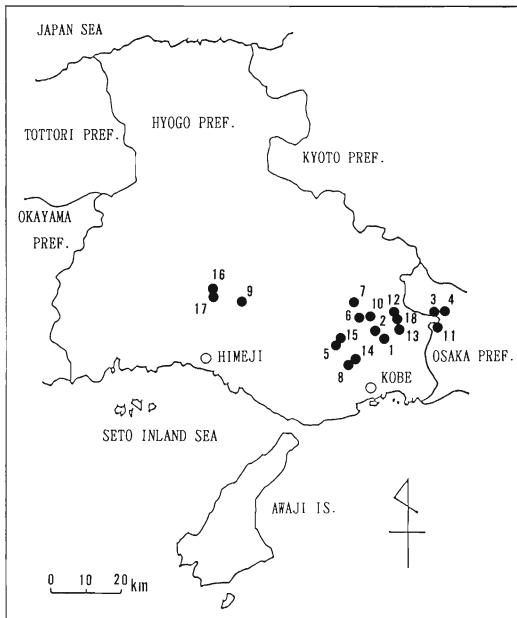 JAPAN SEA
HYOGO PREF.
TOTTORI PREF.
KYOTO PREF.
OKAYAMA
PREF.
16
17
9
7
12
3
4
6
10
2
18
13
11
15
5
1
14
8
OSAKA PREF.
HIMEJI
KOBE
SETO INLAND SEA
AWAJI IS.
0 10 20
km